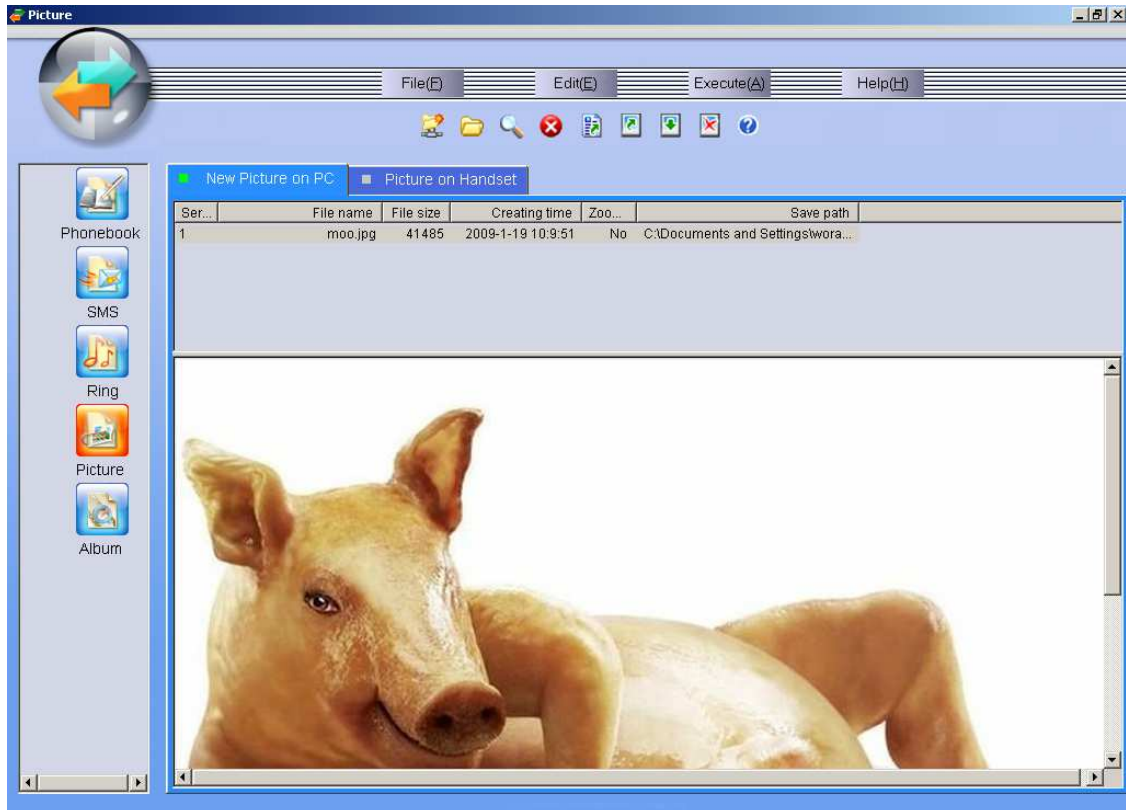 Picture
File(F) Edit(E) Execute(A) Help(H)
New Picture on PC Picture on Handset
Ser... File name File size Creating time Zoo... Save path
1 moo.jpg 41485 2009-1-19 10:9:51 No C:\Documents and Settings\wora...
Phonebook
SMS
Ring
Picture
Album